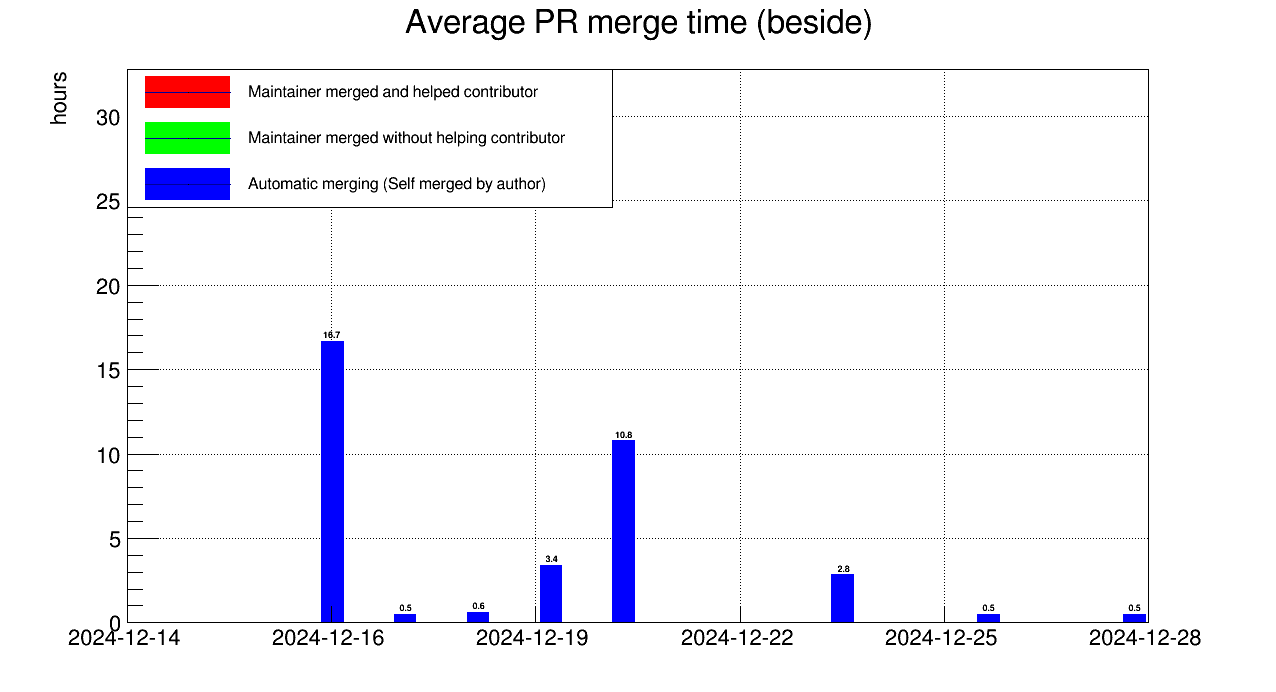 Average PR merge time (beside)
hours
Maintainer merged and helped contributor
Maintainer merged without helping contributor
Automatic merging (Self merged by author)
30
25
20
15
10
5
0
16.7
0.5
0.6
3.4
10.8
2.8
0.5
0.5
2024-12-14 2024-12-16 2024-12-19 2024-12-22 2024-12-25 2024-12-28